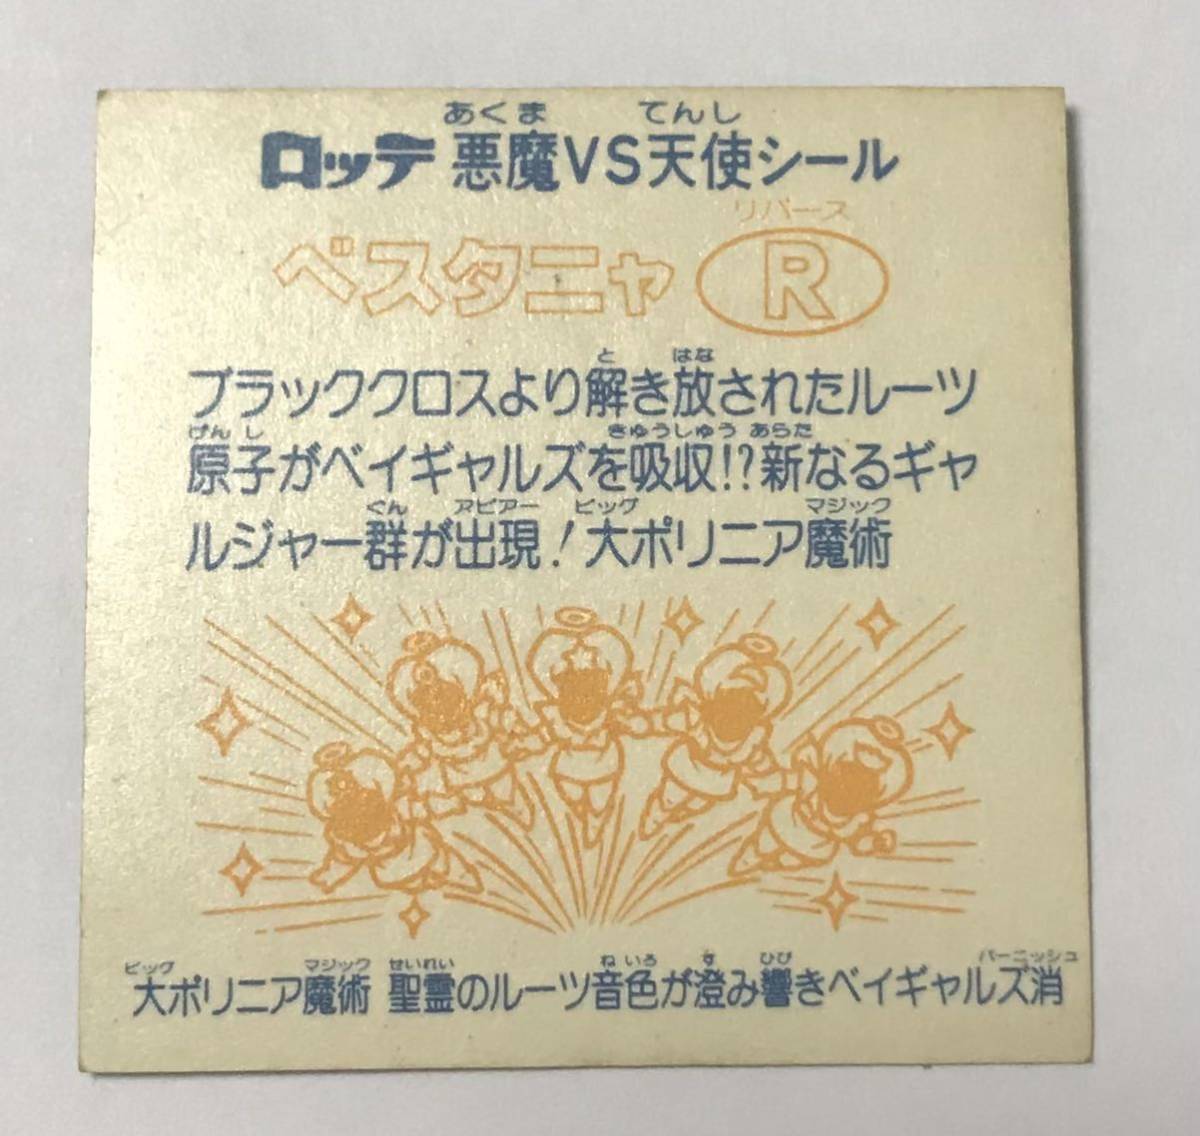 あくま てんし
ロッテ 悪魔VS天使シール
リバース
ベスタニャ R
と はな
ブラッククロスより解き放されたルーツ
げんし きゅうしゅう あらた
原子がベイギャルズを吸収!?新なるギャ
ぐん アピアー ビッグ マジック
ルジャー群が出現!大ポリニア魔術
ビッグ マジック せいれい ねいろ す ひび バーニッシュ
大ポリニア魔術 聖霊のルーツ音色が澄み響きベイギャルズ消